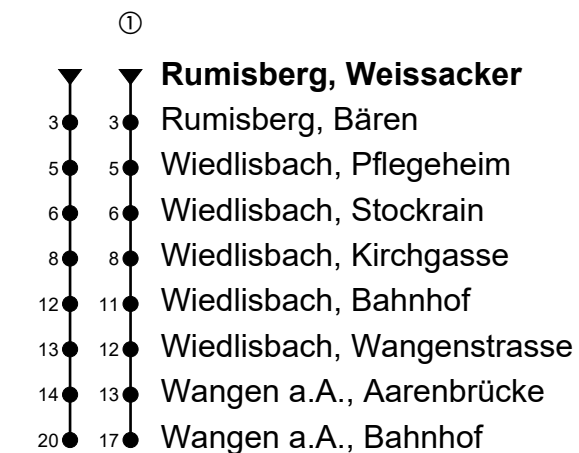 ①
Rumisberg, Weissacker
3 3 Rumisberg, Bären
5 5 Wiedlisbach, Pflegeheim
6 6 Wiedlisbach, Stockrain
8 8 Wiedlisbach, Kirchgasse
12 11 Wiedlisbach, Bahnhof
13 12 Wiedlisbach, Wangenstrasse
14 13 Wangen a.A., Aarenbrücke
20 17 Wangen a.A., Bahnhof